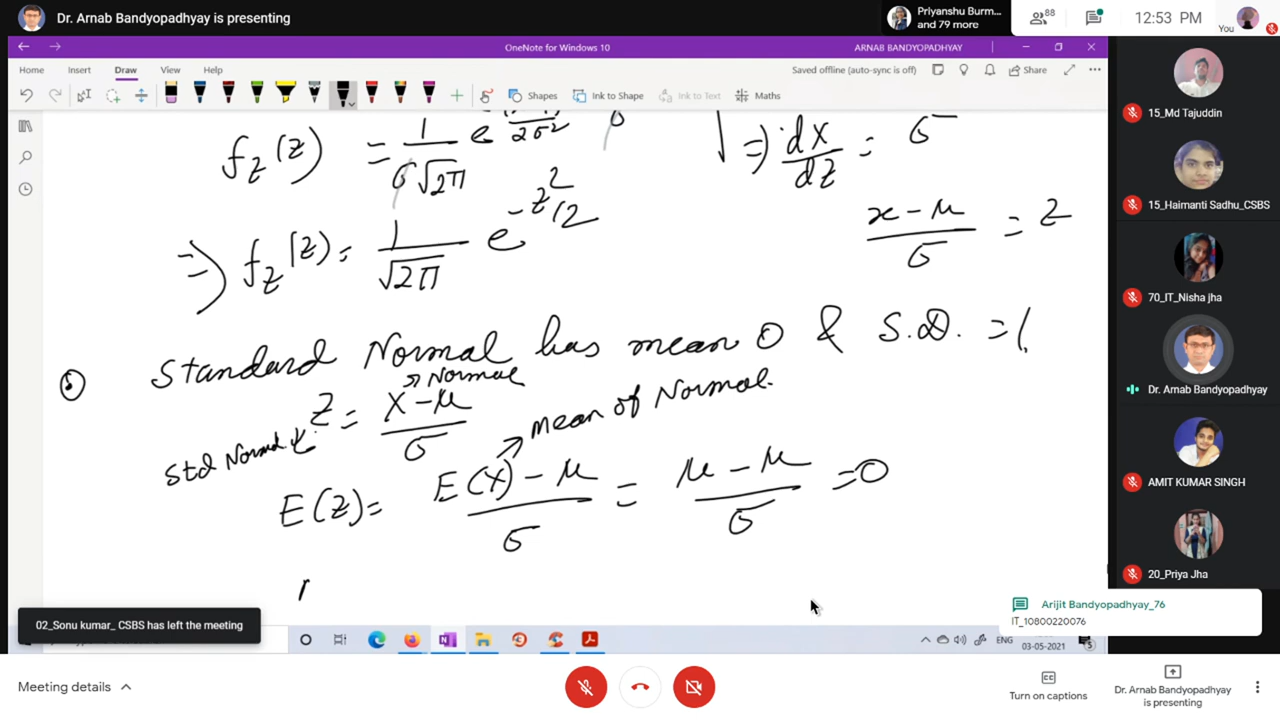 Dr. Arnab Bandyopadhyay is presenting
Priyanshu Burm...
and 79 more
88
12:53 PM
You
OneNote for Windows 10
ARNAB BANDYOPADHYAY
Home Insert Draw View Help
Saved offline (auto-sync is off)
Share
Shapes
Ink to Shape
Ink to Text
Maths
f_Z(z) = 1/(σ√2π) e
2σ²
σ
⇒ dX/dZ = σ
(x-μ)/σ = z
⇒ f_Z(z) = 1/√2π e^{-z²/2}
Standard Normal has mean 0 & S.D. = 1.
→ Normal
Z = (X-μ)/σ
Std Normal
→ mean of Normal.
E(Z) = (E(X)-μ)/σ = (μ-μ)/σ = 0
02_Sonu kumar_ CSBS has left the meeting
ENG
03-05-2021
5
15_Md Tajuddin
15_Haimanti Sadhu_CSBS
70_IT_Nisha jha
Dr. Arnab Bandyopadhyay
AMIT KUMAR SINGH
20_Priya Jha
Arijit Bandyopadhyay_76
IT_10800220076
Meeting details
Turn on captions
Dr. Arnab Bandyopadhyay
is presenting